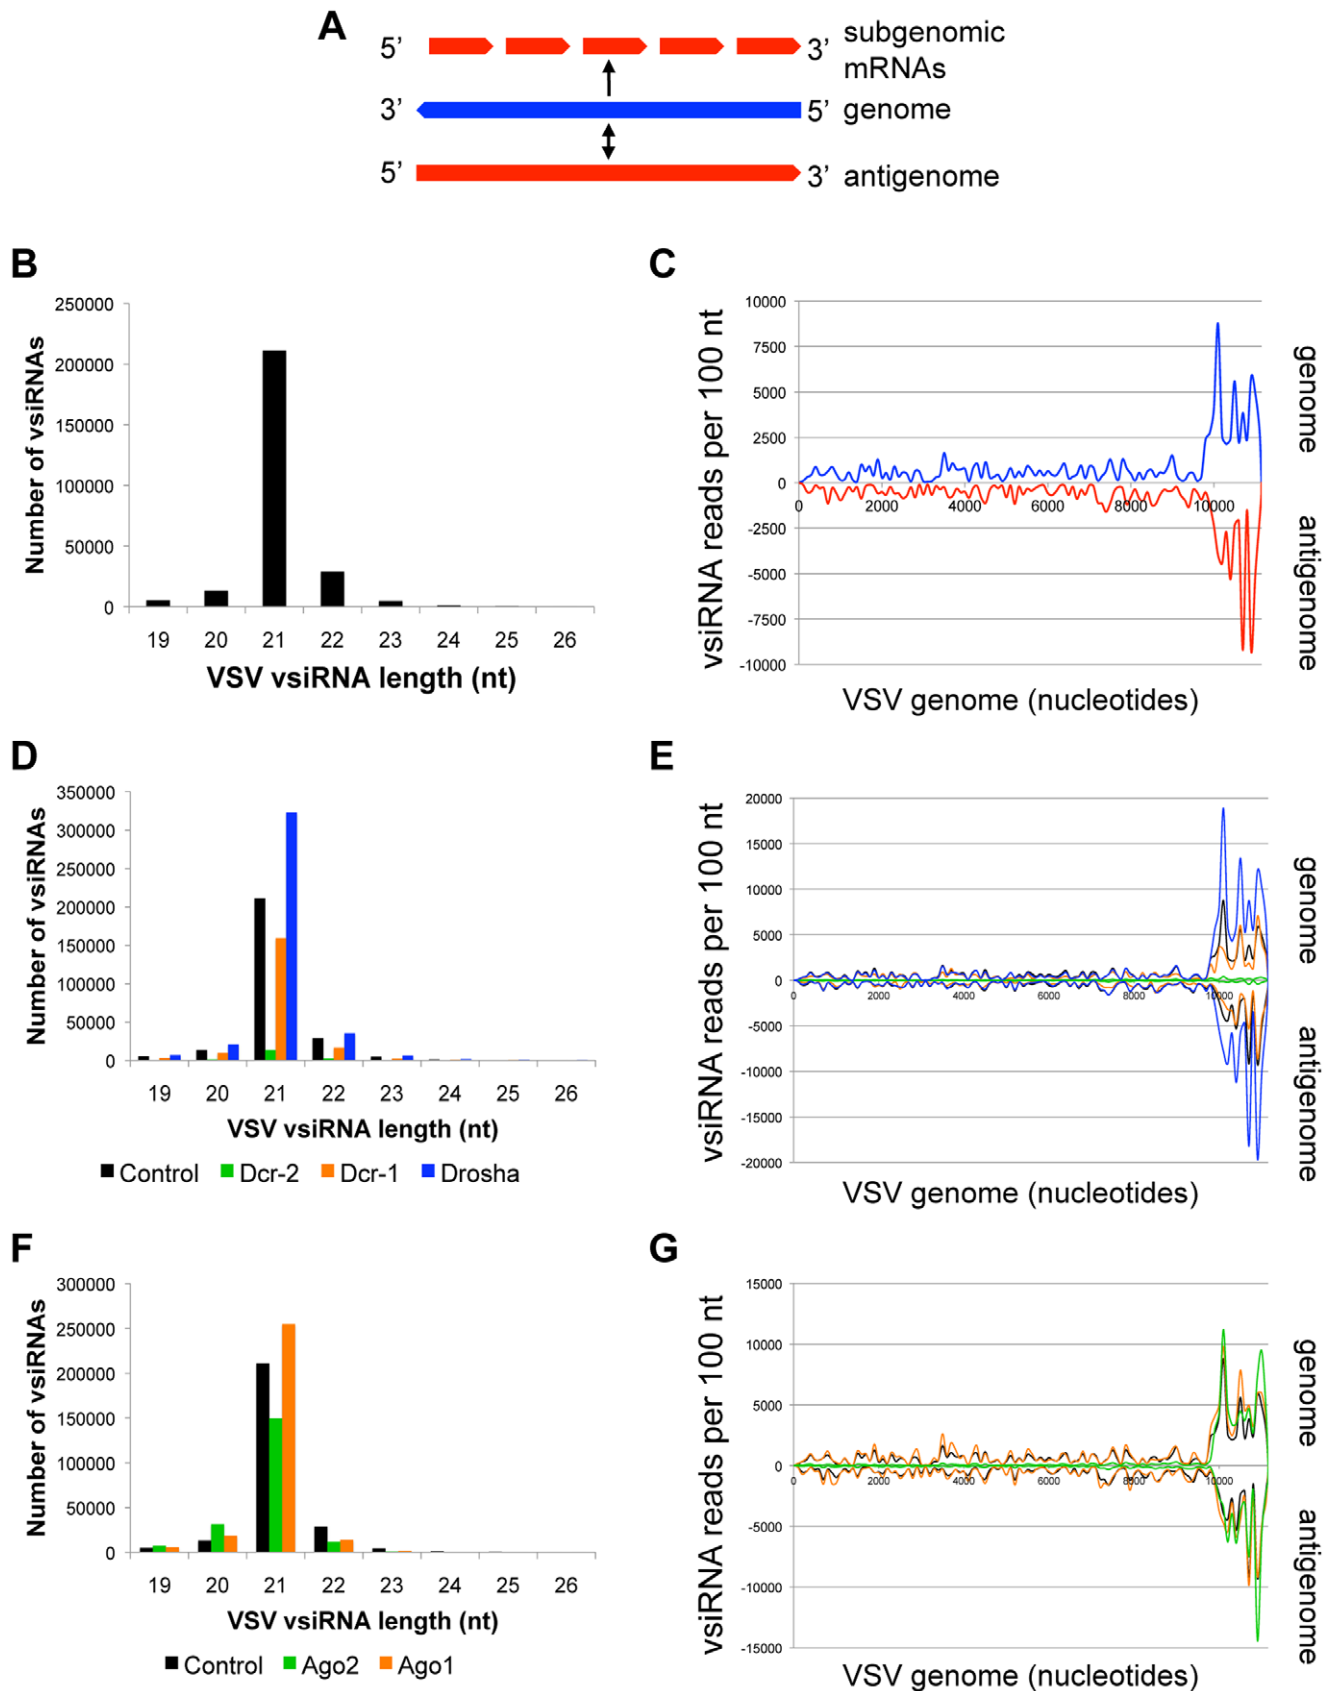 A
5’
3’
subgenomic
mRNAs
3’
5’
genome
5’
3’
antigenome
B
250000
200000
150000
100000
50000
0
Number of vsiRNAs
19 20 21 22 23 24 25 26
VSV vsiRNA length (nt)
C
10000
7500
5000
2500
0
-2500
-5000
-7500
-10000
vsiRNA reads per 100 nt
0 2000 4000 6000 8000 10000
genome
antigenome
VSV genome (nucleotides)
D
350000
300000
250000
200000
150000
100000
50000
0
Number of vsiRNAs
19 20 21 22 23 24 25 26
VSV vsiRNA length (nt)
Control Dcr-2 Dcr-1 Drosha
E
20000
15000
10000
5000
0
-5000
-10000
-15000
-20000
vsiRNA reads per 100 nt
0 2000 4000 6000 8000 10000
genome
antigenome
VSV genome (nucleotides)
F
300000
250000
200000
150000
100000
50000
0
Number of vsiRNAs
19 20 21 22 23 24 25 26
VSV vsiRNA length (nt)
Control Ago2 Ago1
G
15000
10000
5000
0
-5000
-10000
-15000
vsiRNA reads per 100 nt
0 2000 4000 6000 8000 10000
genome
antigenome
VSV genome (nucleotides)